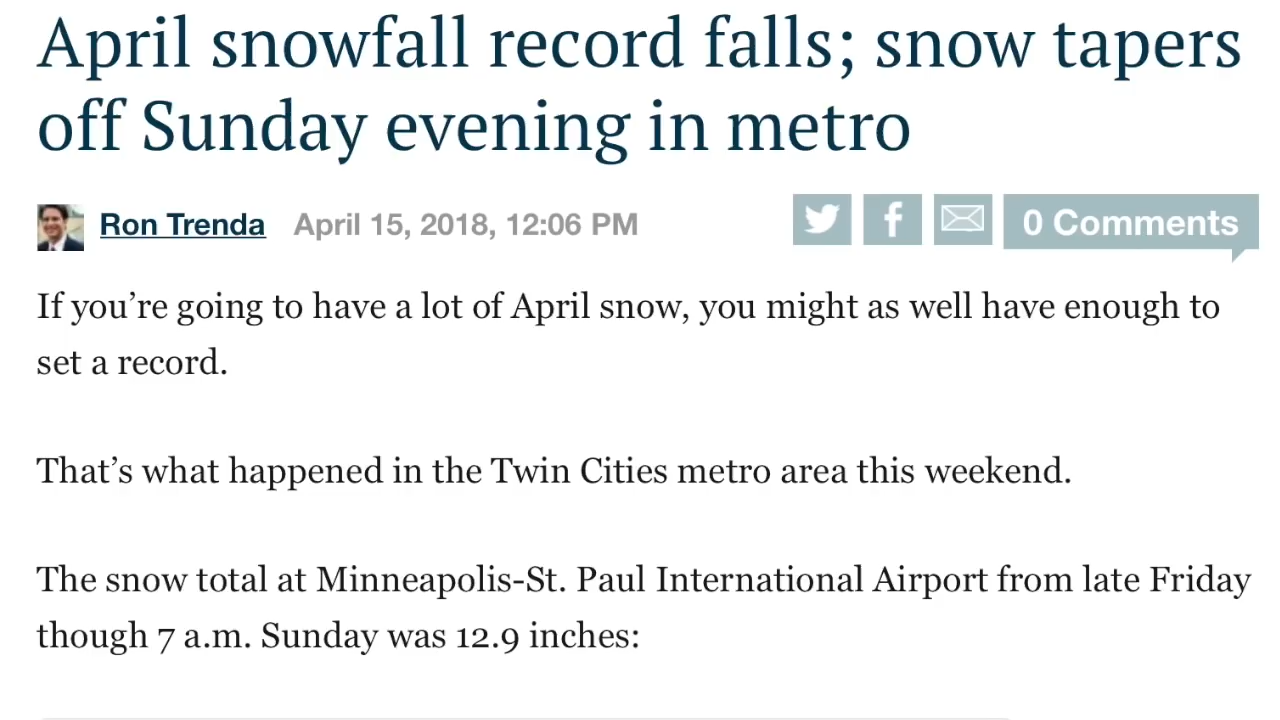 April snowfall record falls; snow tapers
off Sunday evening in metro
Ron Trenda April 15, 2018, 12:06 PM 0 Comments
If you’re going to have a lot of April snow, you might as well have enough to
set a record.
That’s what happened in the Twin Cities metro area this weekend.
The snow total at Minneapolis-St. Paul International Airport from late Friday
though 7 a.m. Sunday was 12.9 inches: